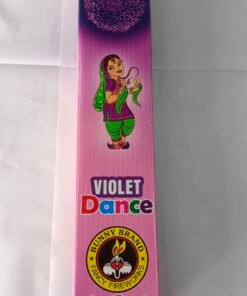 VIOLET
Dance
BUNNY BRAND
FANCY FIREWORKS